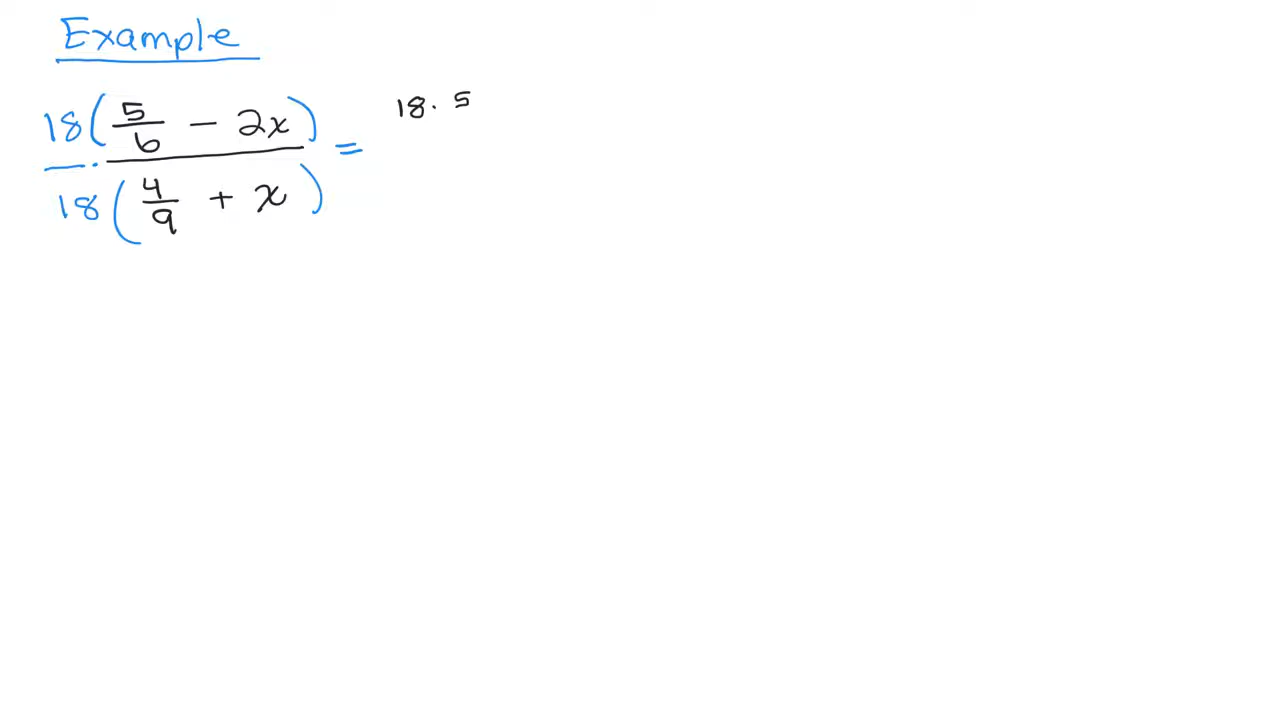 Example
18(5/6 - 2x) = 18. 5
18(4/9 + x)